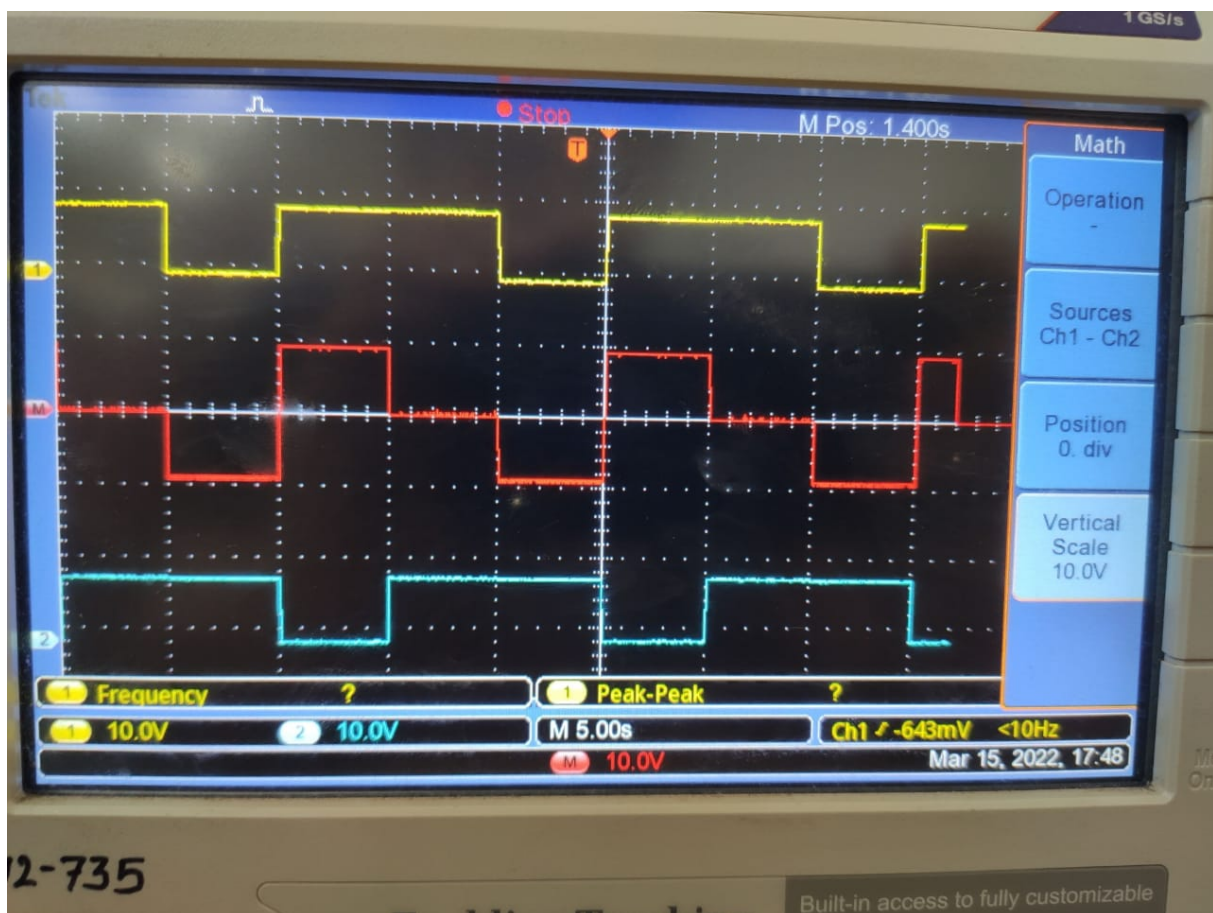 1 GS/s
Tek
Stop
M Pos: 1.400s
T
Math
Operation
-
Sources
Ch1 - Ch2
Position
0. div
Vertical
Scale
10.0V
1
M
2
1 Frequency ?
1 Peak-Peak ?
1 10.0V
2 10.0V
M 5.00s
Ch1 -643mV <10Hz
M 10.0V
Mar 15, 2022, 17:48
12-735
Built-in access to fully customizable